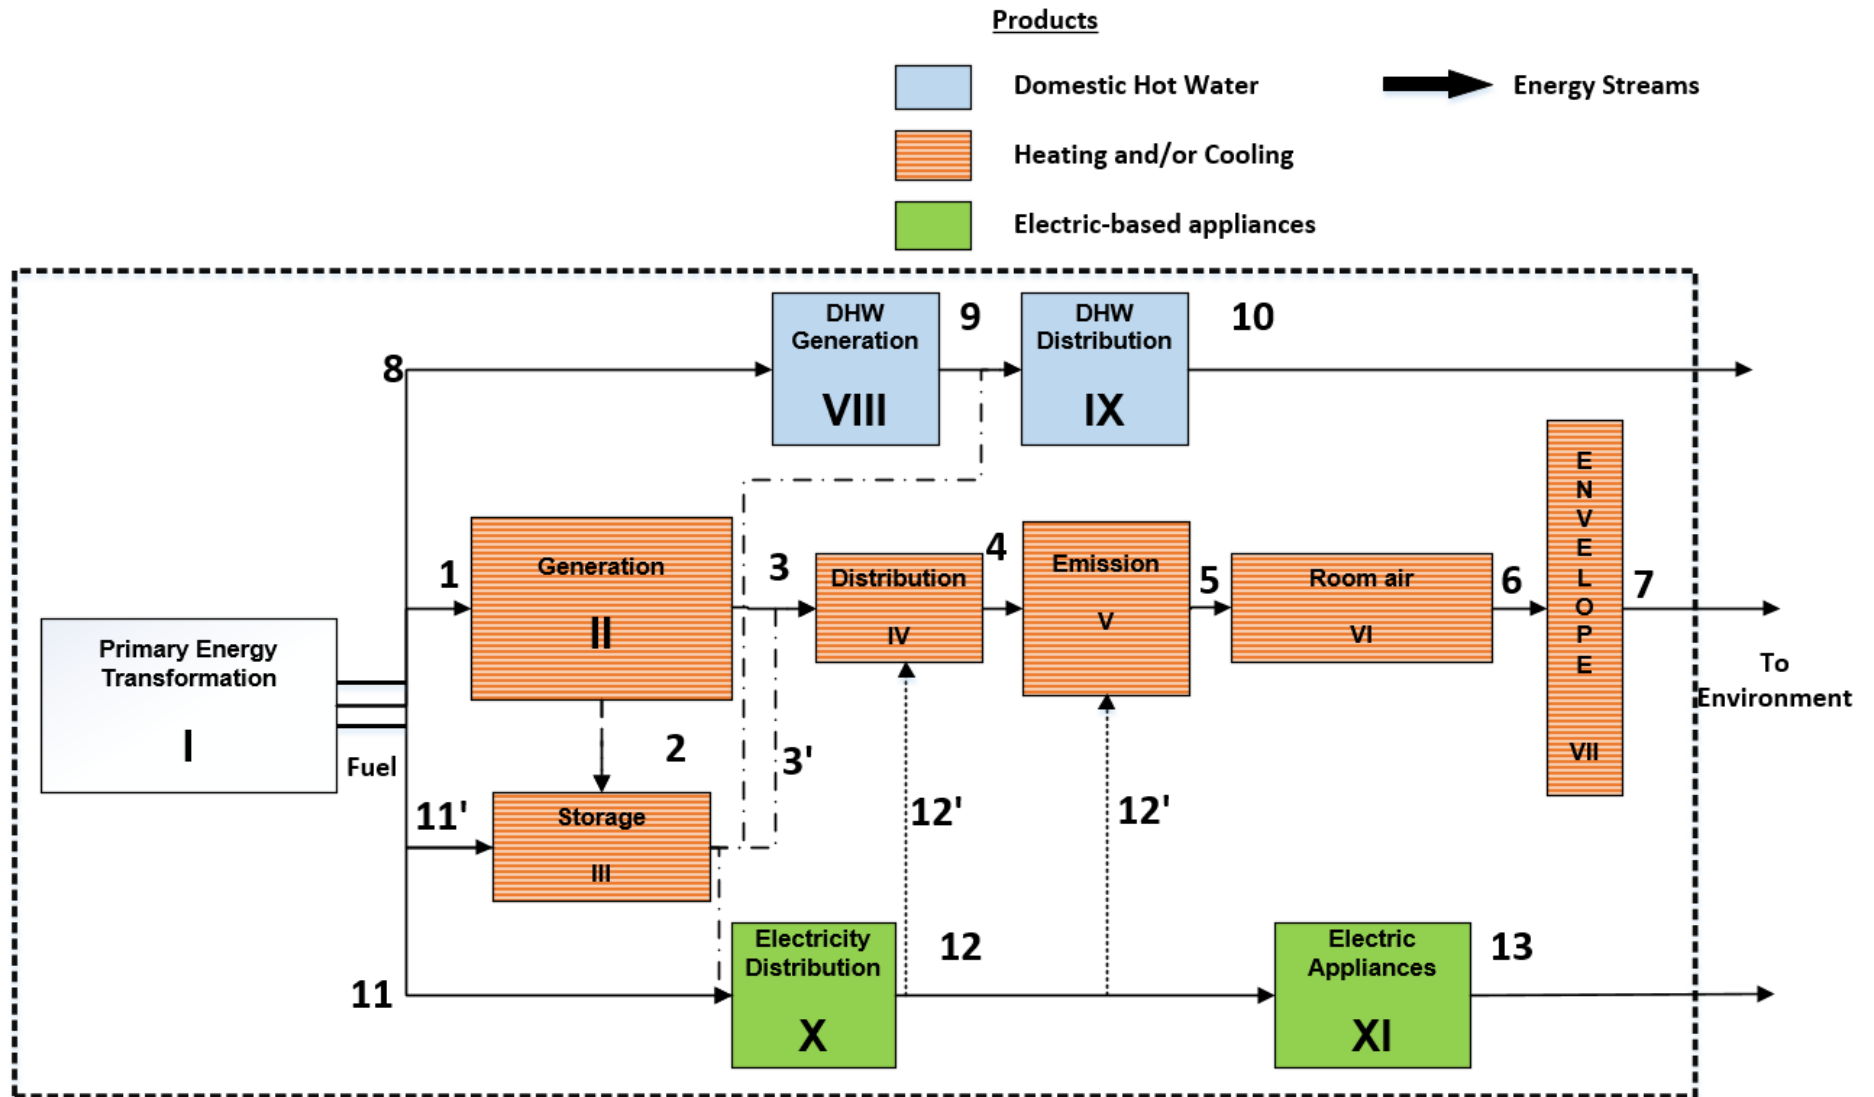 Products
Domestic Hot Water
Energy Streams
Heating and/or Cooling
Electric-based appliances
DHW
Generation
VIII
9
DHW
Distribution
IX
10
8
E
N
V
E
L
O
P
E
VII
1
Generation
II
3
Distribution
IV
4
Emission
V
5
Room air
VI
6
7
To
Environment
Primary Energy
Transformation
I
Fuel
2
3'
11'
Storage
III
12'
12'
11
Electricity
Distribution
X
12
Electric
Appliances
XI
13